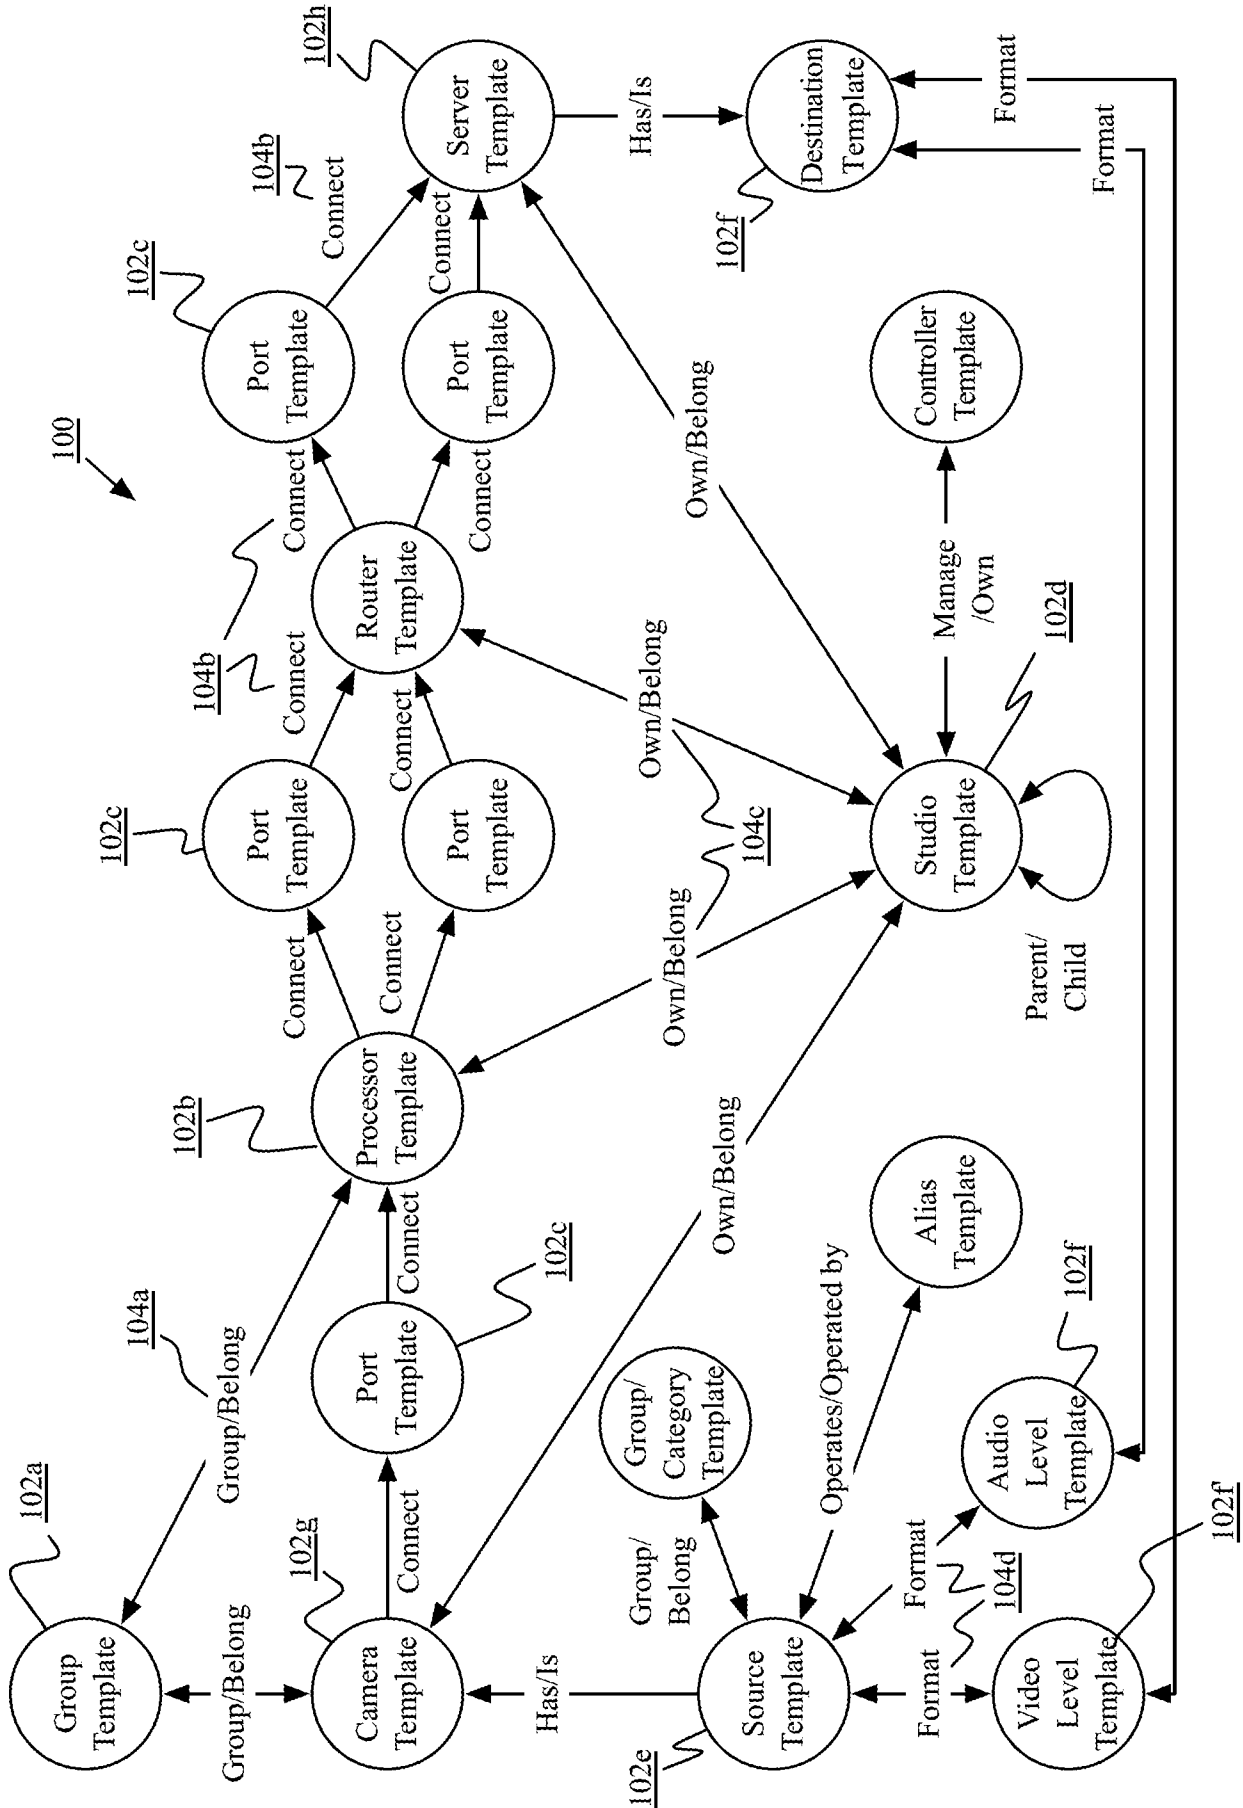 102a
100
102h
Group
Template
104a
102c
102c
104b
104b
Group/Belong
Group/Belong
Connect
Connect
Connect
Connect
Port
Template
Port
Template
102b
102g
Camera
Template
Connect
Port
Template
Connect
Processor
Template
Router
Template
104b
Connect
Connect
Connect
Connect
Connect
Port
Template
Port
Template
Server
Template
102c
Has/Is
Own/Belong
Own/Belong
Own/Belong
Own/Belong
Has/Is
104c
102e
Source
Template
Group/
Belong
Group/
Category
Template
Operates/Operated by
102f
Destination
Template
Alias
Template
Studio
Template
Manage
/Own
Controller
Template
Format
Format
104d
Video
Level
Template
Audio
Level
Template
102f
Parent/
Child
102d
Format
Format
102f